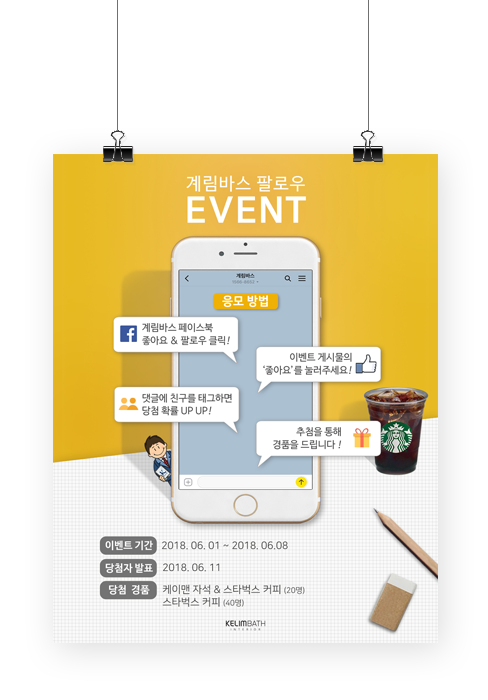 계림바스 팔로우
EVENT
계림바스
응모 방법
계림바스 페이스북
좋아요 & 팔로우 클릭!
이벤트 게시물의
‘좋아요’를 눌러주세요!
댓글에 친구를 태그하면
당첨 확률 UP UP!
추첨을 통해
경품을 드립니다!
이벤트 기간 2018. 06. 01 ~ 2018. 06.08
당첨자 발표 2018. 06. 11
당첨 경품 케이맨 자석 & 스타벅스 커피 (20명)
스타벅스 커피 (40명)
KELIMBATH
INTERIOR